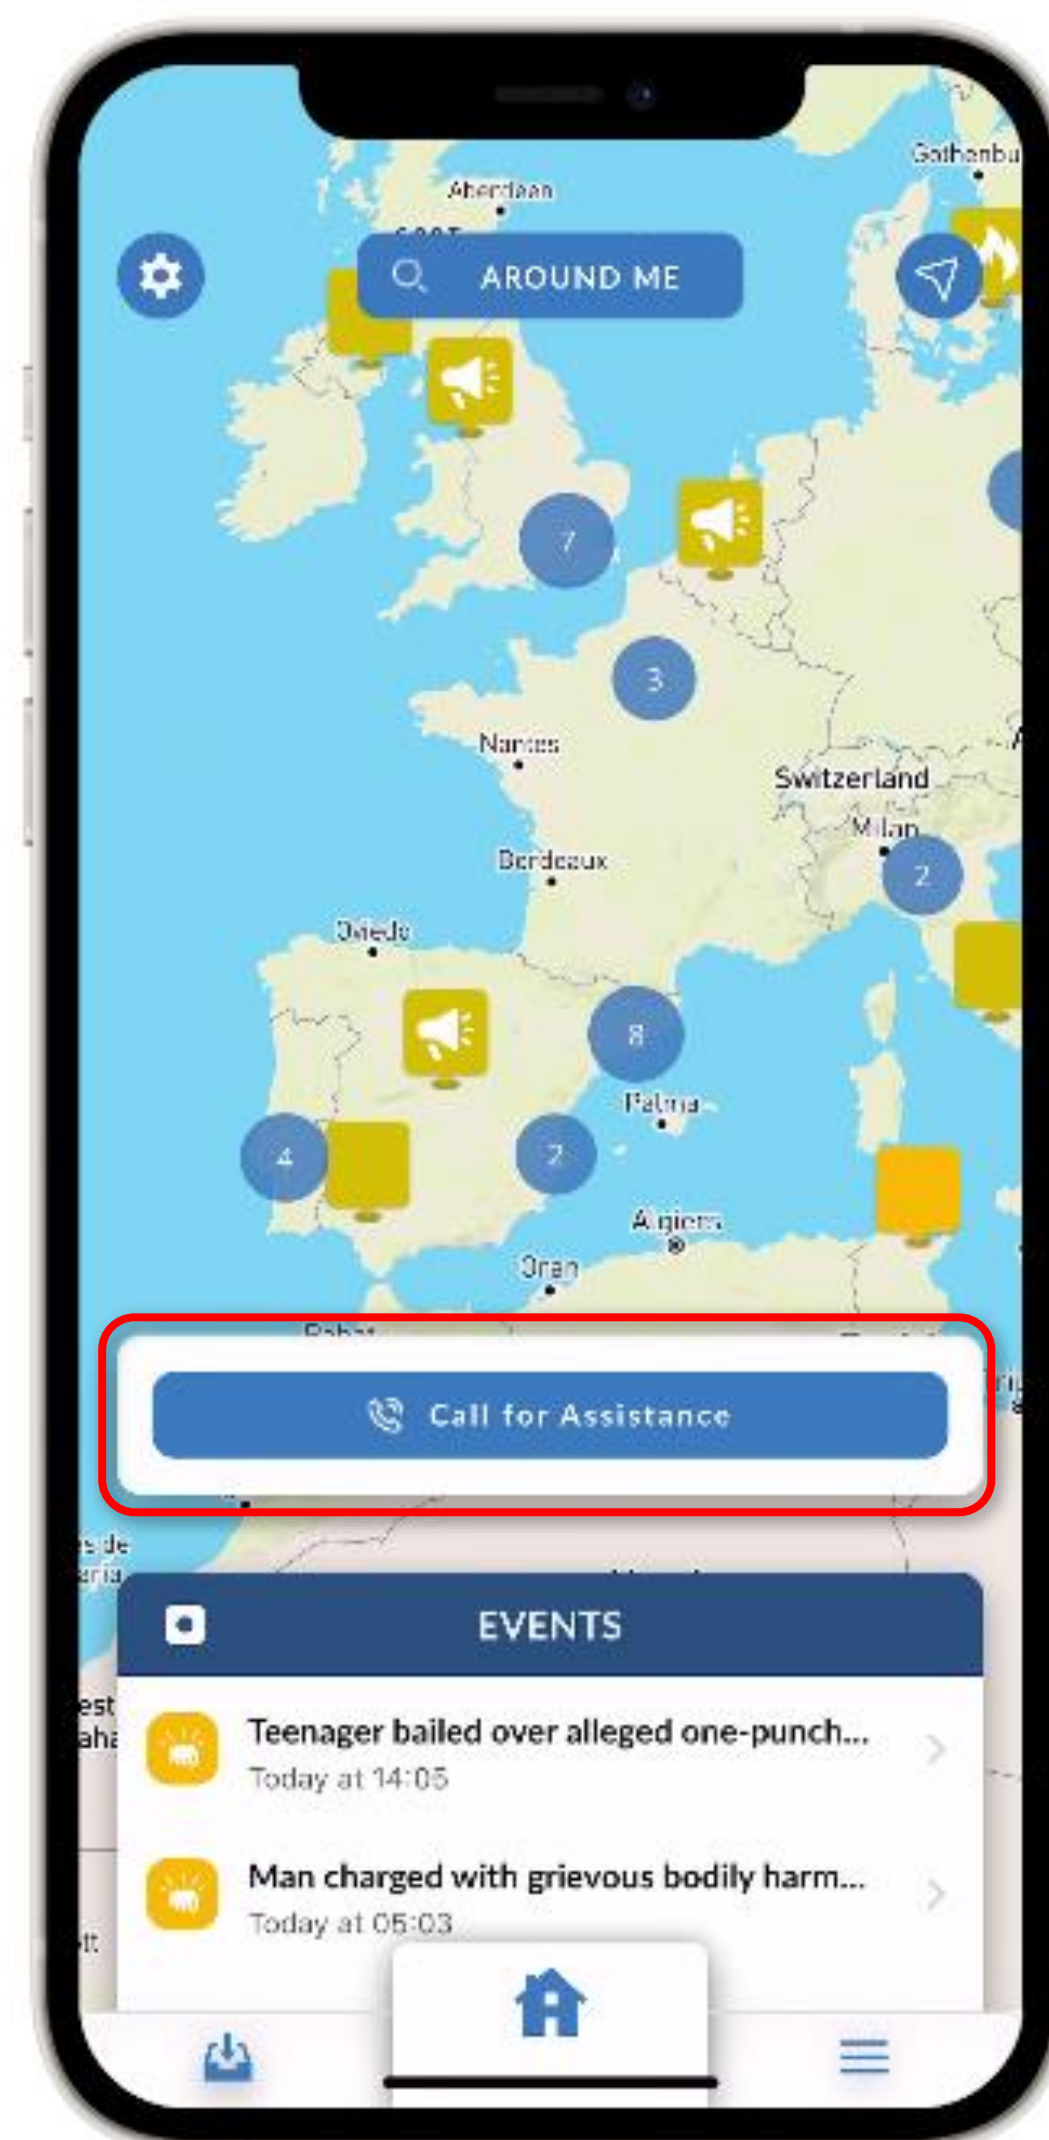 Aberdeen
AROUND ME
7
3
Nantes
Switzerland
Milan
Bordeaux
2
Oviedo
8
Palma
4
2
Algiers
Oran
Rabat
Call for Assistance
EVENTS
Teenager bailed over alleged one-punch...
Today at 14:05
Man charged with grievous bodily harm...
Today at 05:03